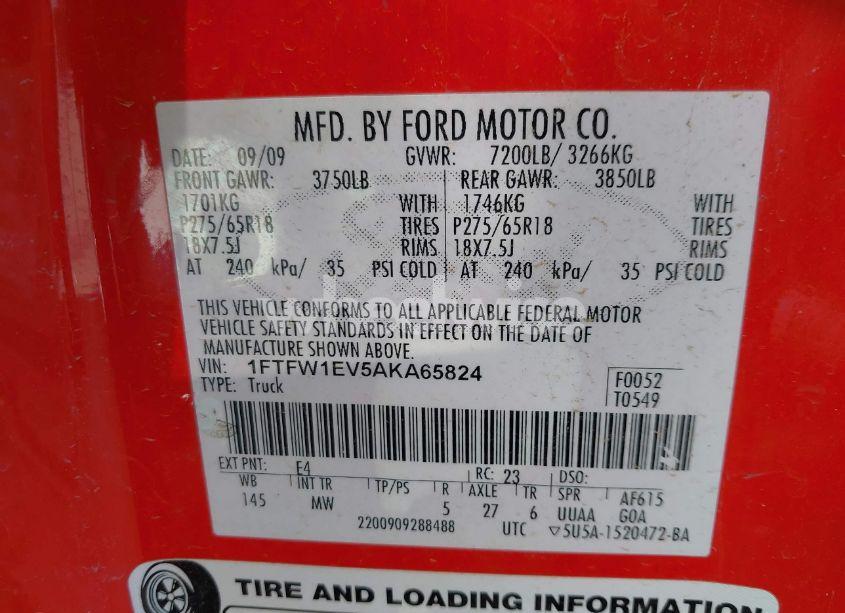 MFD. BY FORD MOTOR CO.
DATE: 09/09 GVWR: 7200LB/ 3266KG
FRONT GAWR: 3750LB REAR GAWR: 3850LB
1701KG WITH 1746KG WITH
P275/65R18 TIRES P275/65R18 TIRES
18X7.5J RIMS 18X7.5J RIMS
AT 240 kPa/ 35 PSI COLD AT 240 kPa/ 35 PSI COLD
THIS VEHICLE CONFORMS TO ALL APPLICABLE FEDERAL MOTOR
VEHICLE SAFETY STANDARDS IN EFFECT ON THE DATE OF
MANUFACTURE SHOWN ABOVE.
VIN: 1FTFW1EV5AKA65824 F0052
TYPE: Truck T0549
EXT PNT: E4 RC: 23 DSO:
WB INT TR TP/PS R AXLE TR SPR AF615
145 MW 5 27 6 UUAA GOA
2200909288488 UTC ▽5U5A-1520472-BA
TIRE AND LOADING INFORMATION